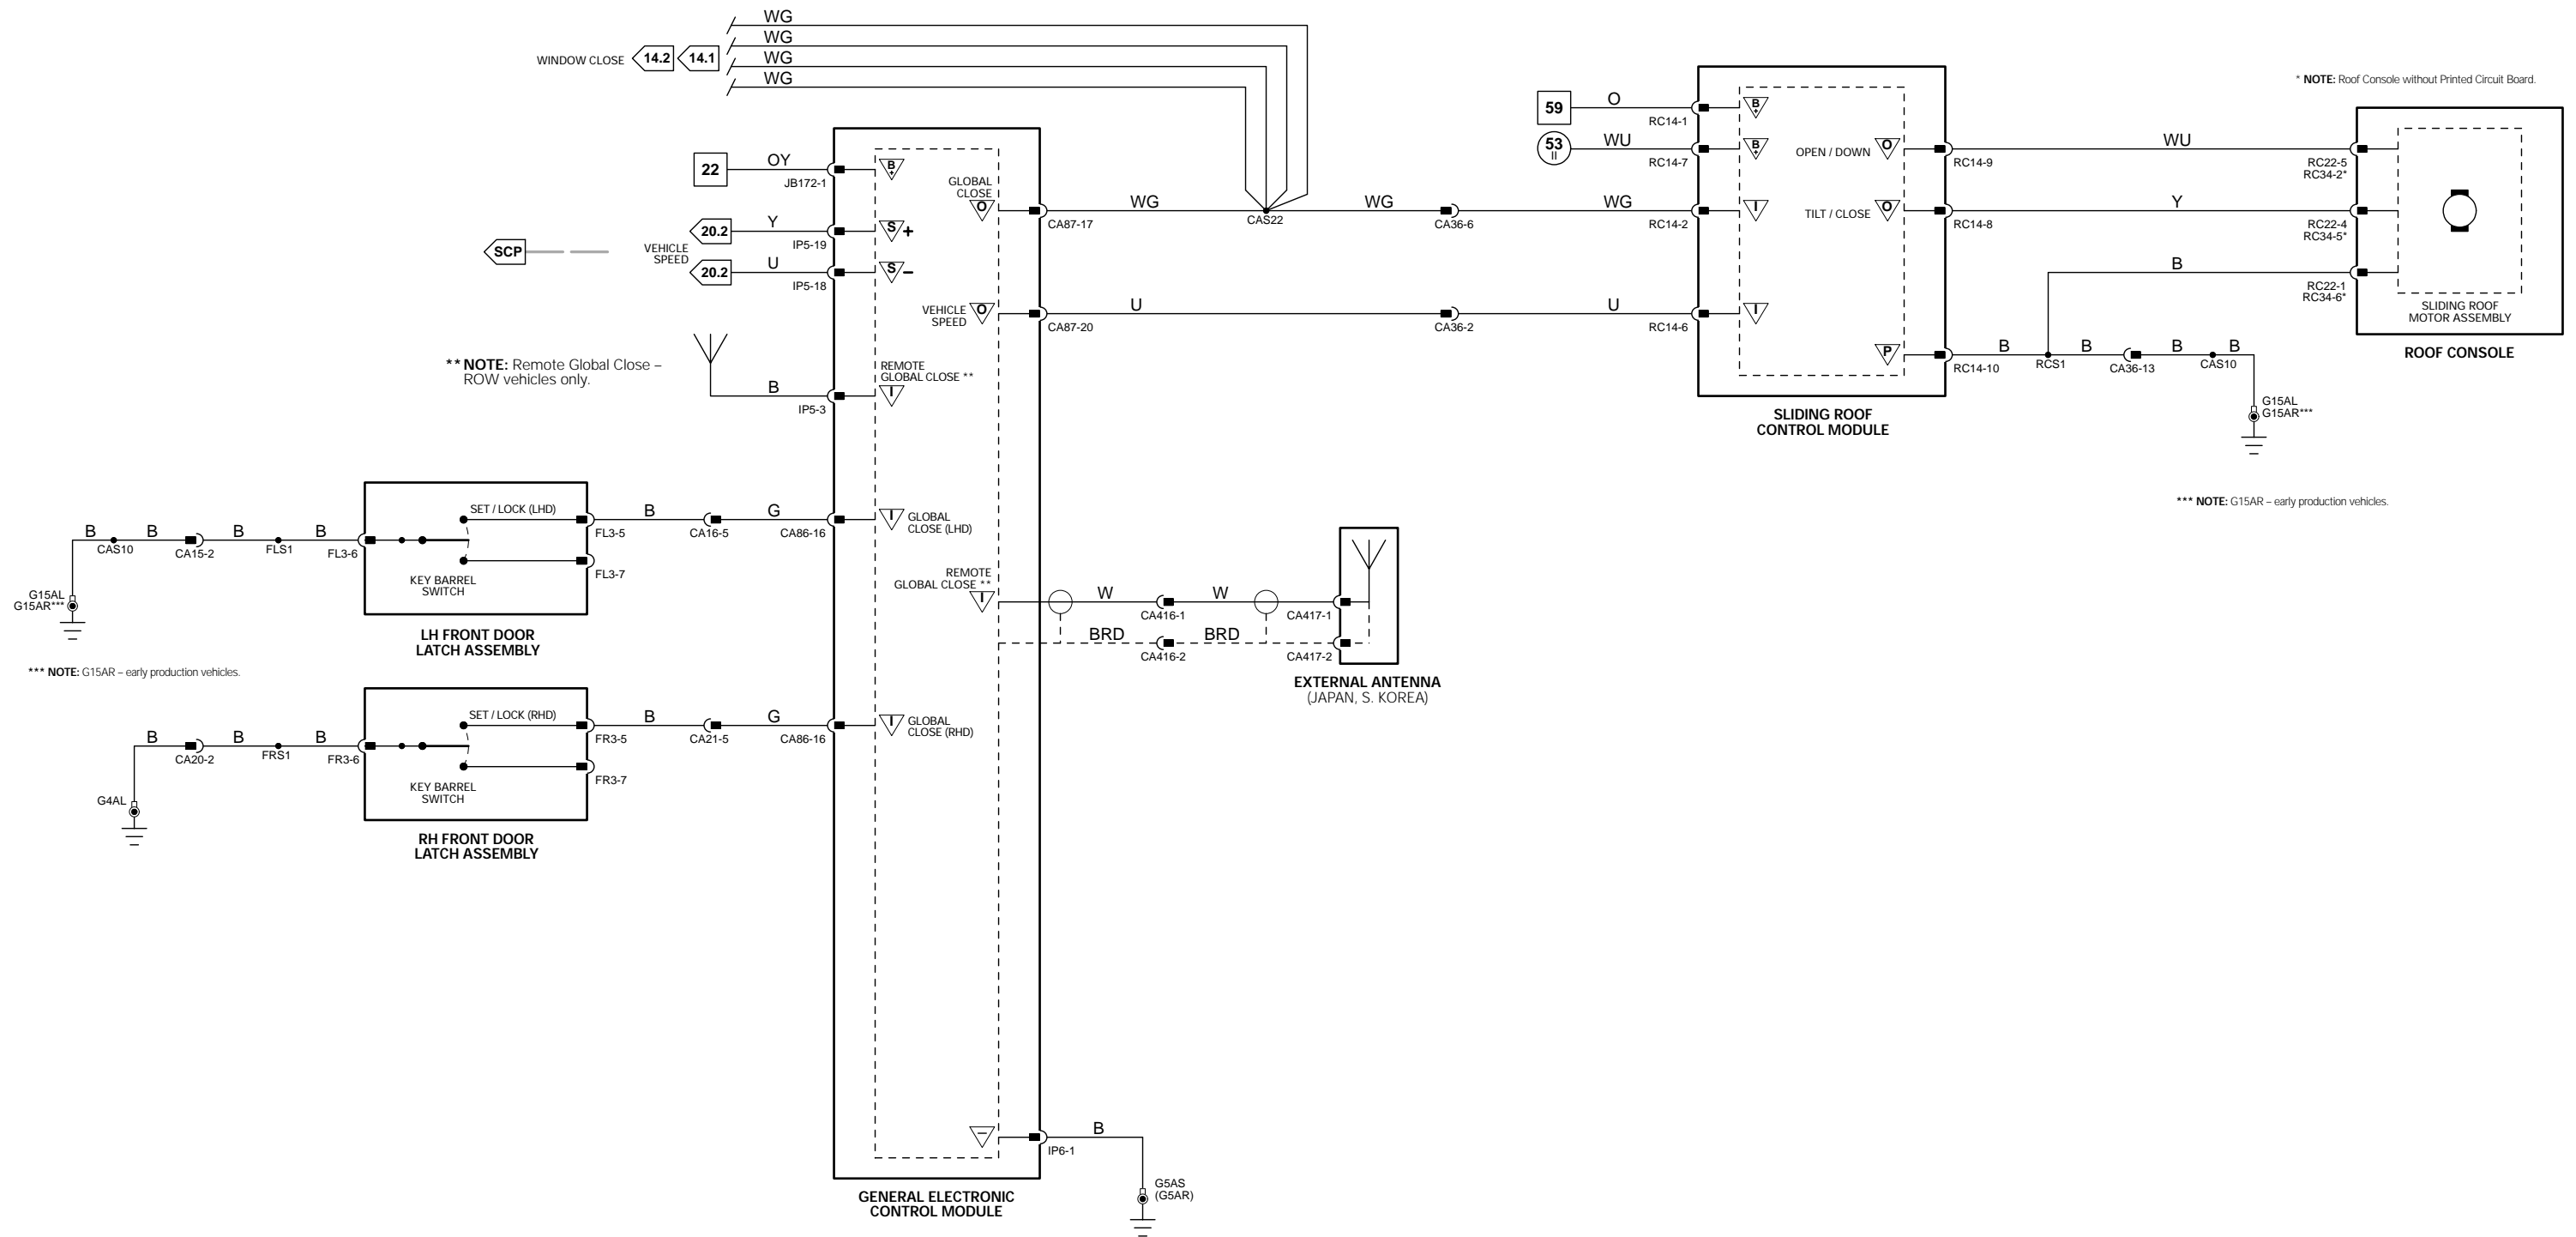 WG
WG
WG
WG
WINDOW CLOSE
14.2
14.1
22
OY
JB172-1
B
+
20.2
Y
IP5-19
S
+
VEHICLE
SPEED
20.2
U
IP5-18
S
–
SCP
GLOBAL
CLOSE
O
CA87-17
WG
CAS22
WG
CA36-6
WG
RC14-2
I
VEHICLE
SPEED
O
CA87-20
U
CA36-2
U
RC14-6
I
59
O
RC14-1
B
+
53
II
WU
RC14-7
B
+
OPEN / DOWN
O
RC14-9
WU
RC22-5
RC34-2*
TILT / CLOSE
O
RC14-8
Y
RC22-4
RC34-5*
B
RC22-1
RC34-6*
P
RC14-10
B
RCS1
B
CA36-13
B
CAS10
B
G15AL
G15AR***
SLIDING ROOF
CONTROL MODULE
* NOTE: Roof Console without Printed Circuit Board.
SLIDING ROOF
MOTOR ASSEMBLY
ROOF CONSOLE
*** NOTE: G15AR – early production vehicles.
** NOTE: Remote Global Close –
ROW vehicles only.
B
IP5-3
REMOTE
GLOBAL CLOSE **
I
B
CAS10
B
CA15-2
B
FLS1
B
FL3-6
G15AL
G15AR***
SET / LOCK (LHD)
KEY BARREL
SWITCH
FL3-5
FL3-7
B
CA16-5
G
CA86-16
I
GLOBAL
CLOSE (LHD)
LH FRONT DOOR
LATCH ASSEMBLY
*** NOTE: G15AR – early production vehicles.
REMOTE
GLOBAL CLOSE **
I
W
CA416-1
W
CA417-1
BRD
CA416-2
BRD
CA417-2
EXTERNAL ANTENNA
(JAPAN, S. KOREA)
B
CA20-2
B
FRS1
B
FR3-6
G4AL
SET / LOCK (RHD)
KEY BARREL
SWITCH
FR3-5
FR3-7
B
CA21-5
G
CA86-16
I
GLOBAL
CLOSE (RHD)
RH FRONT DOOR
LATCH ASSEMBLY
–
IP6-1
B
G5AS
(G5AR)
GENERAL ELECTRONIC
CONTROL MODULE